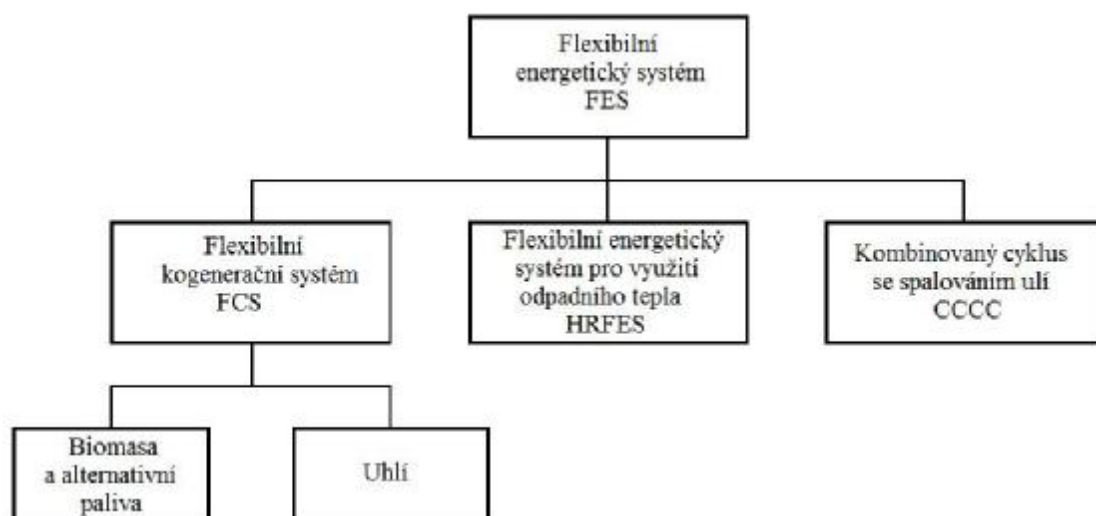 Flexibilní
energetický systém
FES
Flexibilní
kogenerační systém
FCS
Flexibilní energetický
systém pro využití
odpadního tepla
HRFES
Kombinovaný cyklus
se spalováním ulí
CCCC
Biomasa
a alternativní
paliva
Uhlí